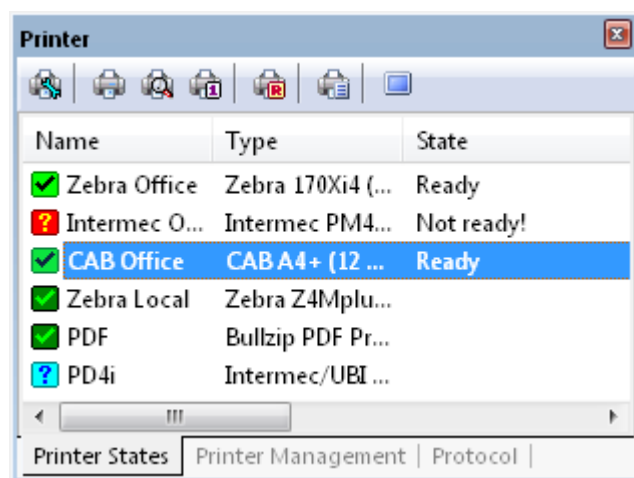 Printer
Name Type State
Zebra Office Zebra 170Xi4 (... Ready
Intermec O... Intermec PM4... Not ready!
CAB Office CAB A4+ (12 ... Ready
Zebra Local Zebra Z4Mplu...
PDF Bullzip PDF Pr...
PD4i Intermec/UBI ...
Printer States Printer Management | Protocol |